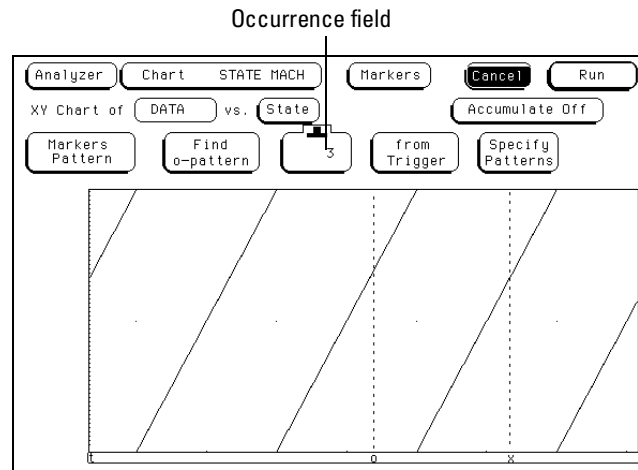 Occurrence field
Analyzer Chart STATE MACH Markers Cancel Run
XY Chart of DATA vs. State Accumulate Off
Markers Pattern Find o-pattern 3 from Trigger Specify Patterns
t o x